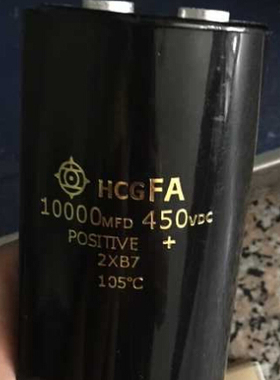 HCGFA
10000MFD 450VDC
POSITIVE +
2XB7
105°C